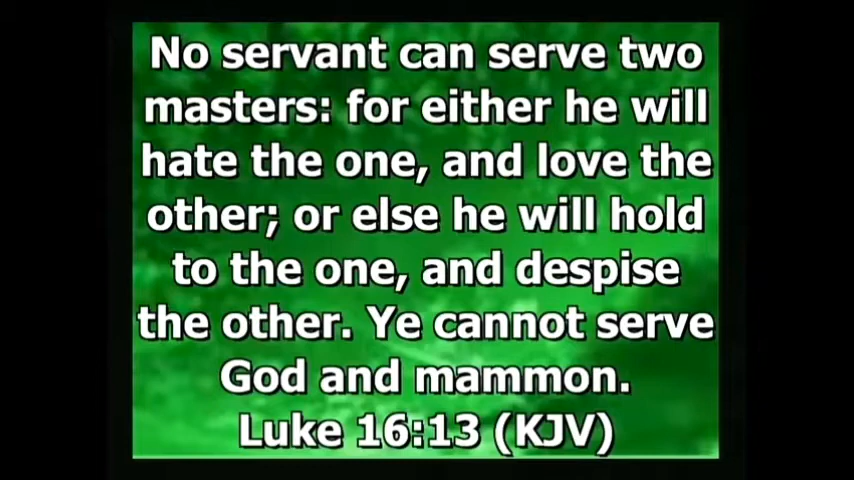 No servant can serve two
masters: for either he will
hate the one, and love the
other; or else he will hold
to the one, and despise
the other. Ye cannot serve
God and mammon.
Luke 16:13 (KJV)